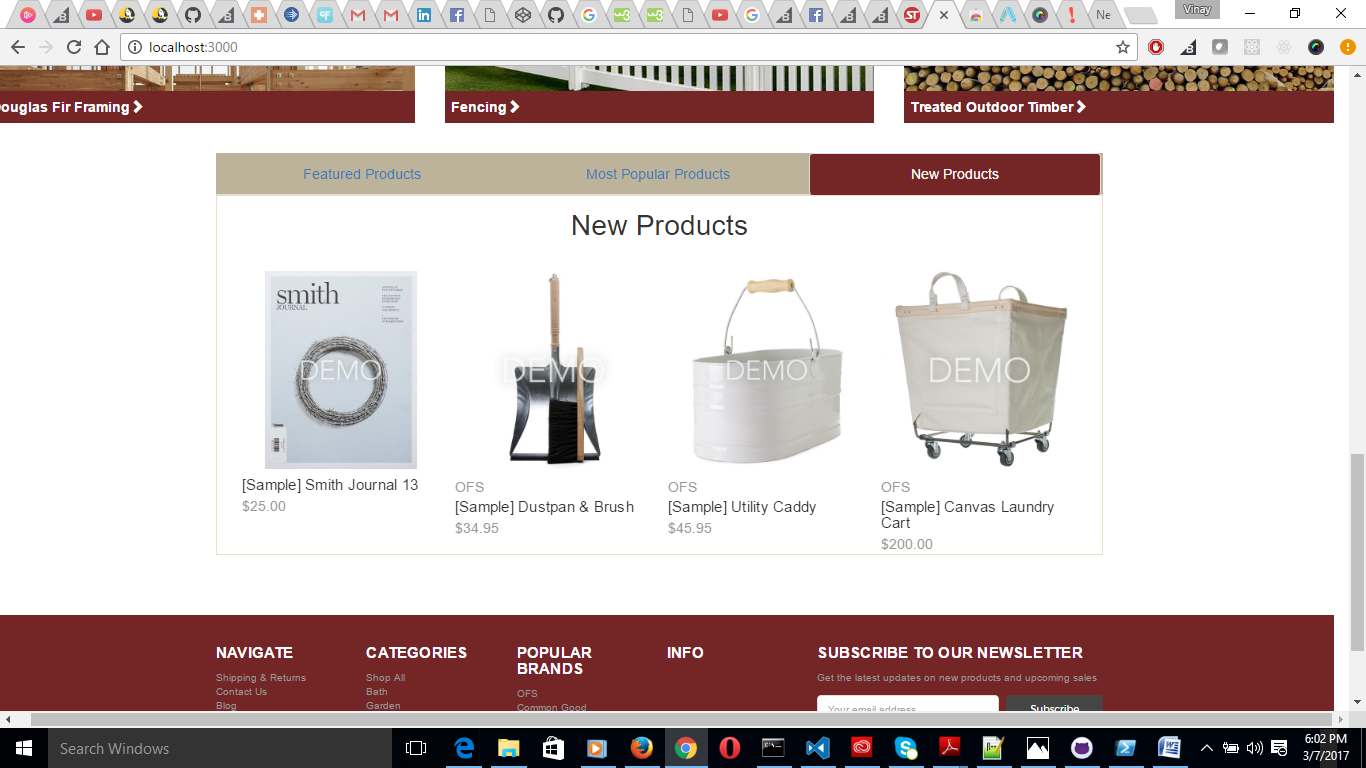 Vinay
Ne
localhost:3000
ouglas Fir Framing
Fencing
Treated Outdoor Timber
Featured Products
Most Popular Products
New Products
New Products
smith
JOURNAL
DEMO
DEMO
DEMO
DEMO
[Sample] Smith Journal 13
$25.00
OFS
[Sample] Dustpan & Brush
$34.95
OFS
[Sample] Utility Caddy
$45.95
OFS
[Sample] Canvas Laundry
Cart
$200.00
NAVIGATE
Shipping & Returns
Contact Us
Blog
CATEGORIES
Shop All
Bath
Garden
POPULAR
BRANDS
OFS
Common Good
INFO
SUBSCRIBE TO OUR NEWSLETTER
Get the latest updates on new products and upcoming sales
Your email address
Subscribe
Search Windows
6:02 PM
3/7/2017